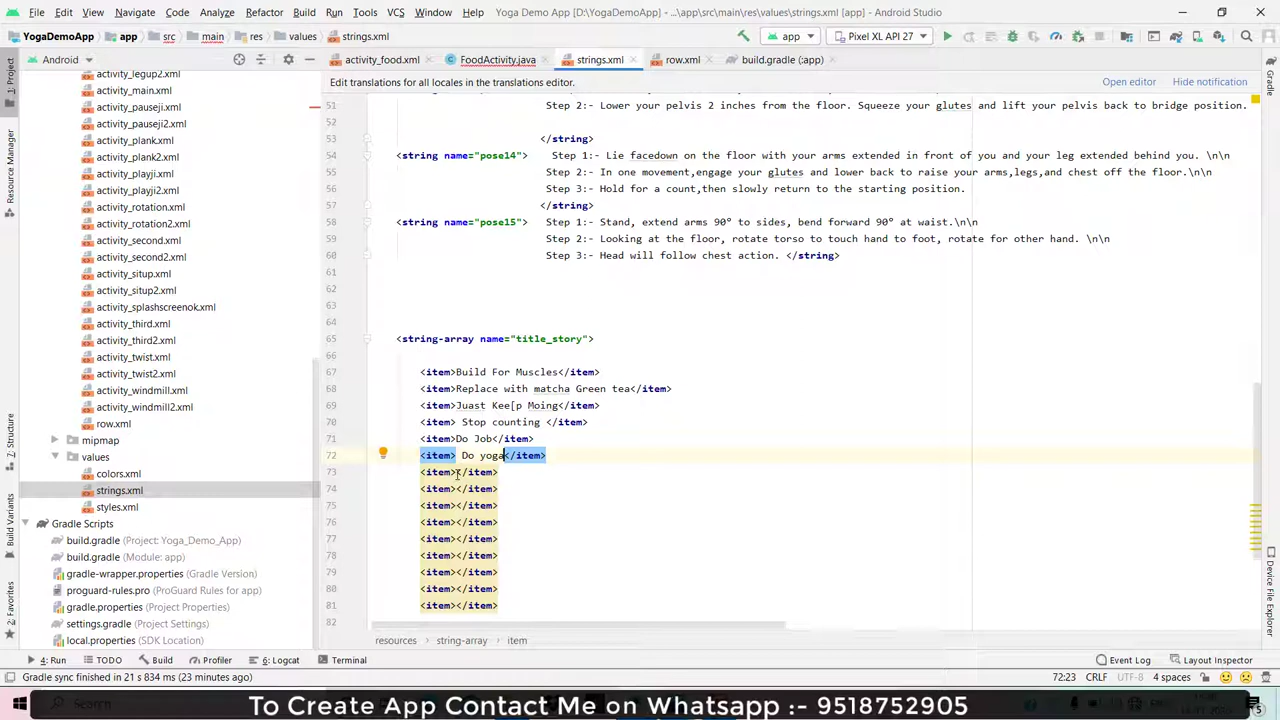 File Edit View Navigate Code Analyze Refactor Build Run Tools VCS Window Help Yoga Demo App [D:\YogaDemoApp] - ...\app\src\main\res\values\strings.xml [app] - Android Studio
YogaDemoApp app src main res values strings.xml app Pixel XL API 27
Android activity_food.xml FoodActivity.java strings.xml row.xml build.gradle (:app)
Edit translations for all locales in the translations editor. Open editor Hide notification
1: Project
Resource Manager
7: Structure
Build Variants
2: Favorites
activity_legup2.xml
activity_main.xml
activity_pauseji.xml
activity_pauseji2.xml
activity_plank.xml
activity_plank2.xml
activity_playji.xml
activity_playji2.xml
activity_rotation.xml
activity_rotation2.xml
activity_second.xml
activity_second2.xml
activity_situp.xml
activity_situp2.xml
activity_splashscreenok.xml
activity_third.xml
activity_third2.xml
activity_twist.xml
activity_twist2.xml
activity_windmill.xml
activity_windmill2.xml
row.xml
mipmap
values
colors.xml
strings.xml
styles.xml
Gradle Scripts
build.gradle (Project: Yoga_Demo_App)
build.gradle (Module: app)
gradle-wrapper.properties (Gradle Version)
proguard-rules.pro (ProGuard Rules for app)
gradle.properties (Project Properties)
settings.gradle (Project Settings)
local.properties (SDK Location)
51 Step 2:- Lower your pelvis 2 inches from the floor. Squeeze your glutes and lift your pelvis back to bridge position.
52
53 </string>
54 <string name="pose14"> Step 1:- Lie facedown on the floor with your arms extended in front of you and your leg extended behind you. \n\n
55 Step 2:- In one movement,engage your glutes and lower back to raise your arms,legs,and chest off the floor.\n\n
56 Step 3:- Hold for a count,then slowly return to the starting position.
57 </string>
58 <string name="pose15"> Step 1:- Stand, extend arms 90° to sides, bend forward 90° at waist.\n\n
59 Step 2:- Looking at the floor, rotate torso to touch hand to foot, rotate for other hand. \n\n
60 Step 3:- Head will follow chest action. </string>
61
62
63
64
65 <string-array name="title_story">
66
67 <item>Build For Muscles</item>
68 <item>Replace with matcha Green tea</item>
69 <item>Juast Kee[p Moing</item>
70 <item> Stop counting </item>
71 <item>Do Job</item>
72 <item> Do yoga</item>
73 <item></item>
74 <item></item>
75 <item></item>
76 <item></item>
77 <item></item>
78 <item></item>
79 <item></item>
80 <item></item>
81 <item></item>
82
resources string-array item
Gradle
Device File Explorer
4: Run TODO Build Profiler 6: Logcat Terminal Event Log Layout Inspector
Gradle sync finished in 21 s 834 ms (23 minutes ago) 72:23 CRLF UTF-8 4 spaces
To Create App Contact Me on Whatsapp :- 9518752905